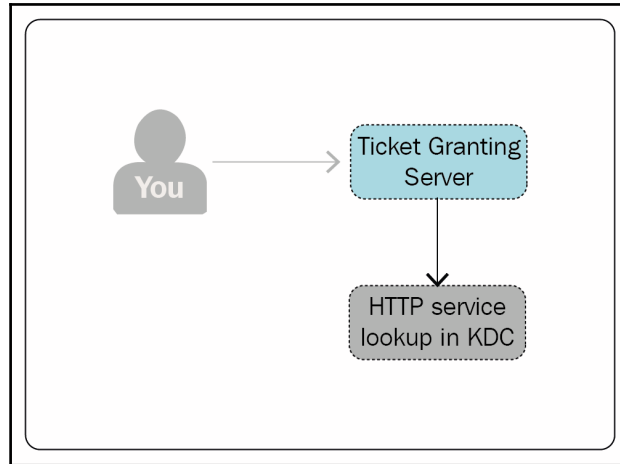 You
Ticket Granting
Server
HTTP service
lookup in KDC